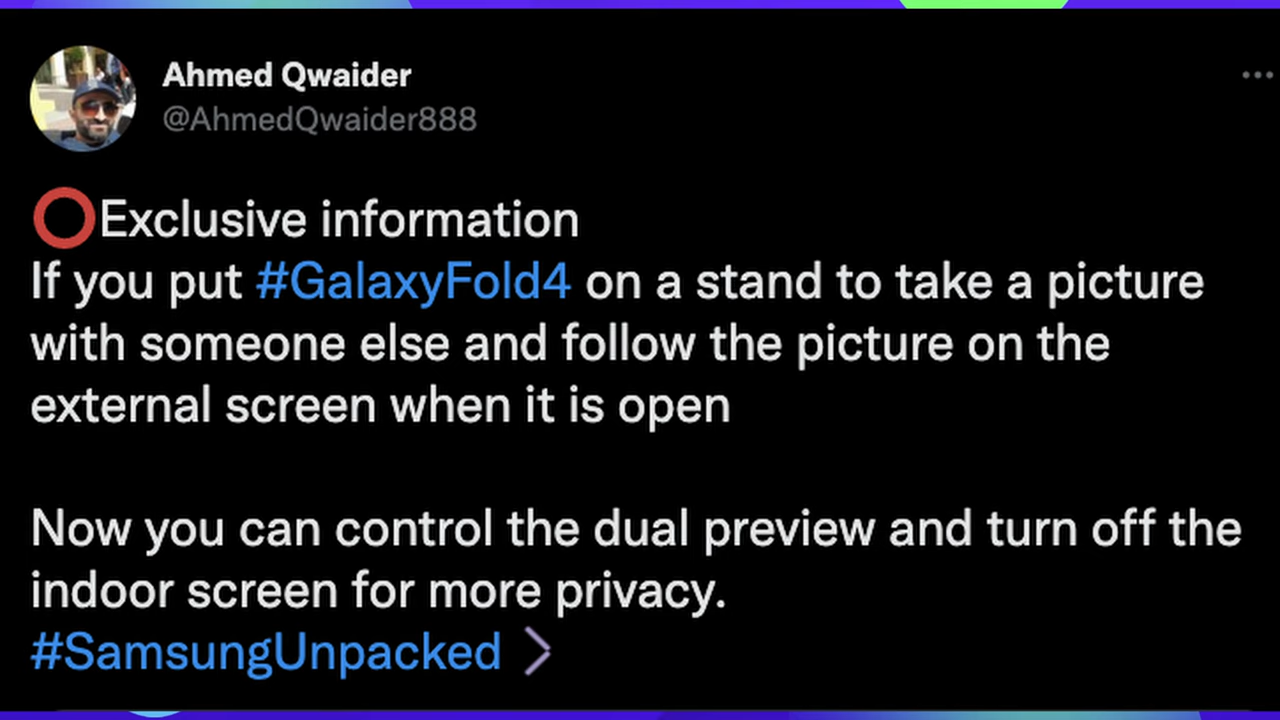 Ahmed Qwaider
@AhmedQwaider888
⭕Exclusive information
If you put #GalaxyFold4 on a stand to take a picture
with someone else and follow the picture on the
external screen when it is open
Now you can control the dual preview and turn off the
indoor screen for more privacy.
#SamsungUnpacked